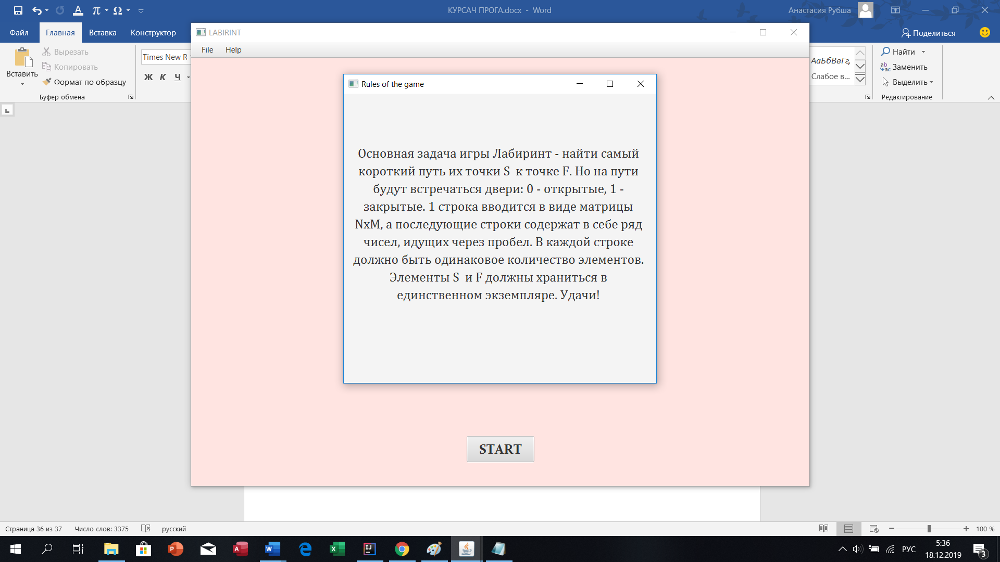 КУРСАЧ ПРОГА.docx - Word
Анастасия Рубша
Файл
Главная
Вставка
Конструктор
Поделиться
Вставить
Вырезать
Копировать
Формат по образцу
Буфер обмена
Times New R
Ж К Ч
АаБбВвГг,
Слабое в...
Найти
Заменить
Выделить
Редактирование
LABIRINT
File Help
Rules of the game
Основная задача игры Лабиринт - найти самый
короткий путь их точки S к точке F. Но на пути
будут встречаться двери: 0 - открытые, 1 -
закрытые. 1 строка вводится в виде матрицы
NxM, а последующие строки содержат в себе ряд
чисел, идущих через пробел. В каждой строке
должно быть одинаковое количество элементов.
Элементы S и F должны храниться в
единственном экземпляре. Удачи!
START
Страница 36 из 37
Число слов: 3375
русский
100 %
РУС
5:36
18.12.2019
3